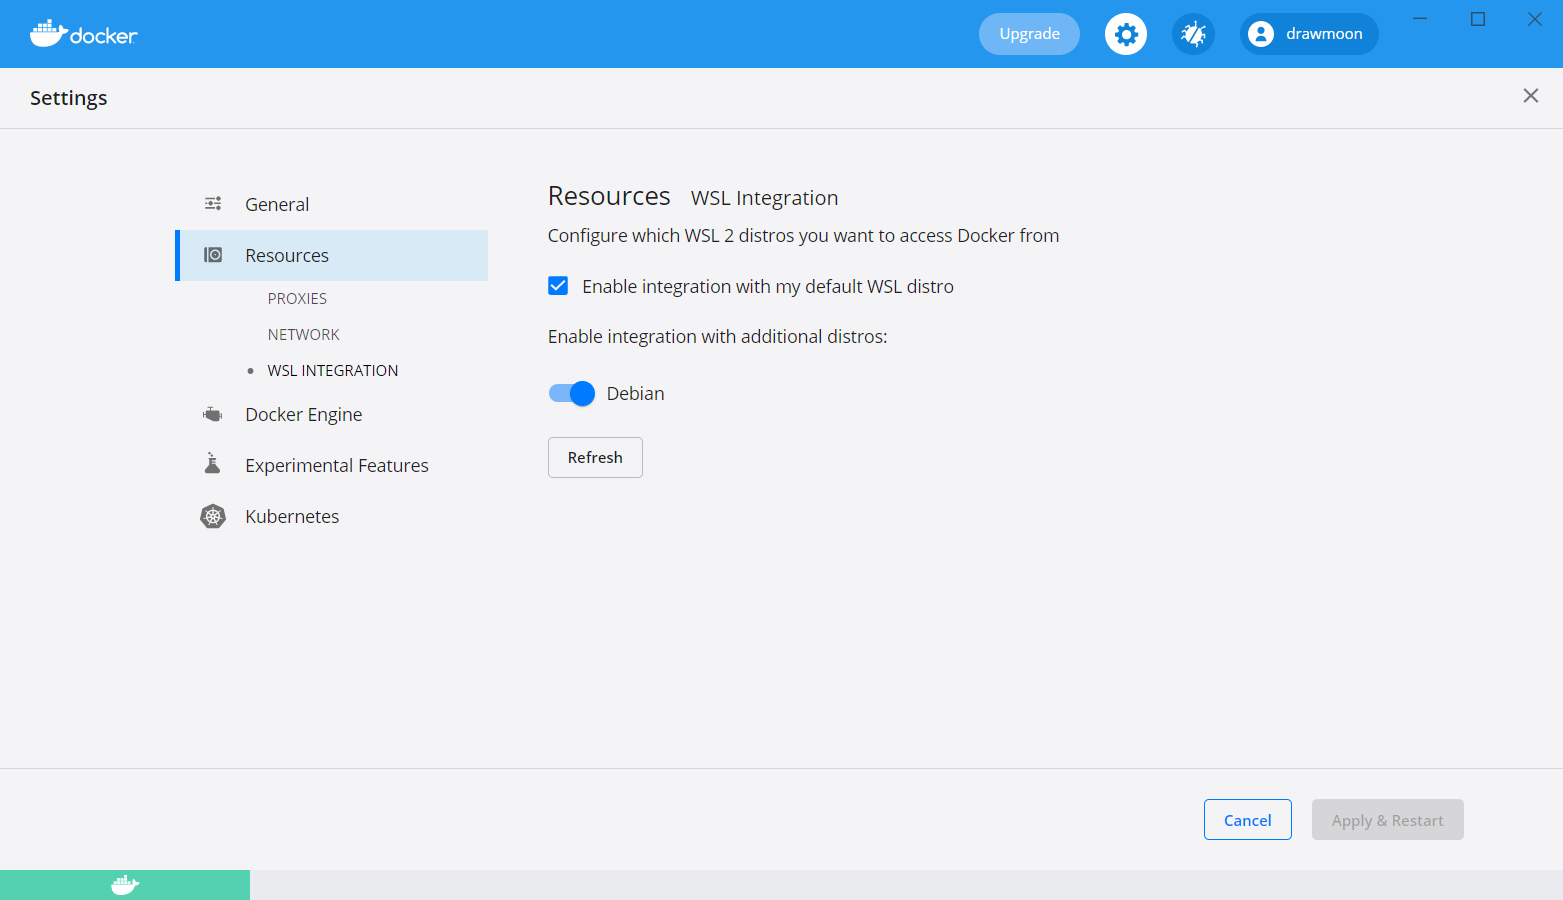 docker
Upgrade
drawmoon
Settings
General
Resources
PROXIES
NETWORK
WSL INTEGRATION
Docker Engine
Experimental Features
Kubernetes
Resources WSL Integration
Configure which WSL 2 distros you want to access Docker from
Enable integration with my default WSL distro
Enable integration with additional distros:
Debian
Refresh
Cancel
Apply & Restart